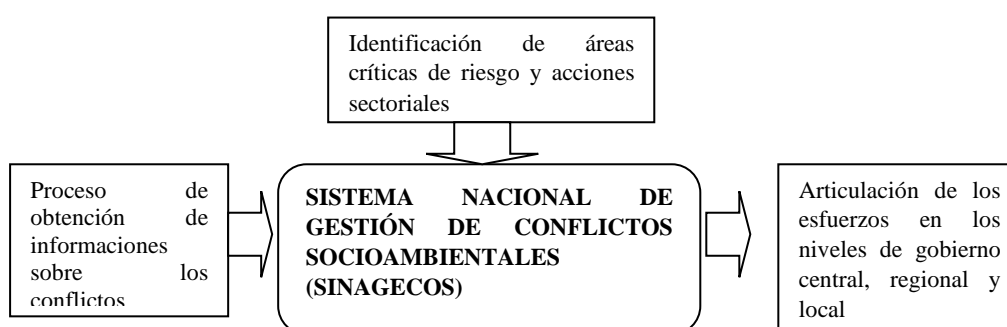 Identificación de áreas
críticas de riesgo y acciones
sectoriales
Proceso de
obtención de
informaciones
sobre los
conflictos
SISTEMA NACIONAL DE
GESTIÓN DE CONFLICTOS
SOCIOAMBIENTALES
(SINAGECOS)
Articulación de los
esfuerzos en los
niveles de gobierno
central, regional y
local